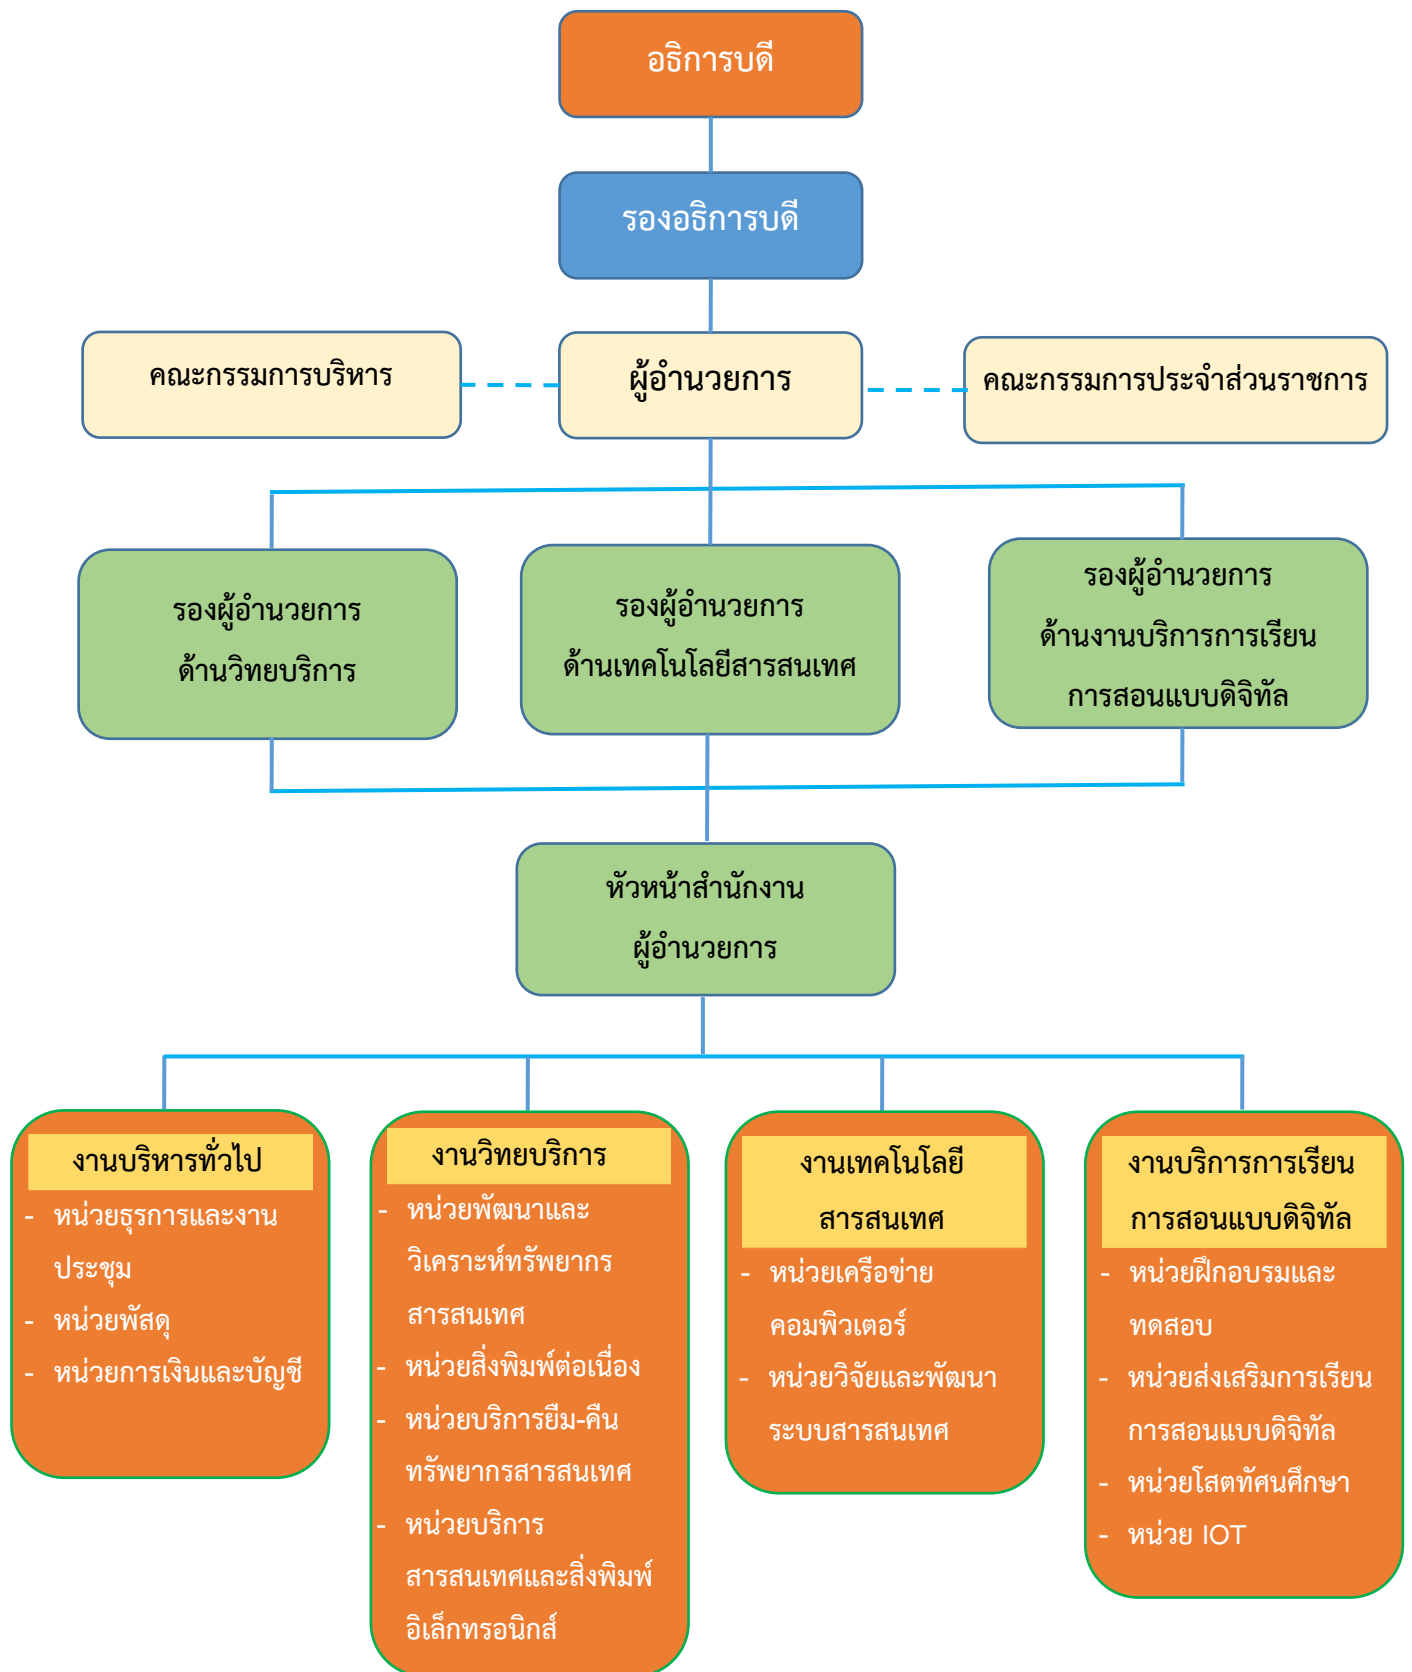 อธิการบดี
รองอธิการบดี
คณะกรรมการบริหาร
ผู้อำนวยการ
คณะกรรมการประจำส่วนราชการ
รองผู้อำนวยการ
ด้านวิทยบริการ
รองผู้อำนวยการ
ด้านเทคโนโลยีสารสนเทศ
รองผู้อำนวยการ
ด้านงานบริการการเรียน
การสอนแบบดิจิทัล
หัวหน้าสำนักงาน
ผู้อำนวยการ
งานบริหารทั่วไป
- หน่วยธุรการและงาน
ประชุม
- หน่วยพัสดุ
- หน่วยการเงินและบัญชี
งานวิทยบริการ
- หน่วยพัฒนาและ
วิเคราะห์ทรัพยากร
สารสนเทศ
- หน่วยสิ่งพิมพ์ต่อเนื่อง
- หน่วยบริการยืม-คืน
ทรัพยากรสารสนเทศ
- หน่วยบริการ
สารสนเทศและสิ่งพิมพ์
อิเล็กทรอนิกส์
งานเทคโนโลยี
สารสนเทศ
- หน่วยเครือข่าย
คอมพิวเตอร์
- หน่วยวิจัยและพัฒนา
ระบบสารสนเทศ
งานบริการการเรียน
การสอนแบบดิจิทัล
- หน่วยฝึกอบรมและ
ทดสอบ
- หน่วยส่งเสริมการเรียน
การสอนแบบดิจิทัล
- หน่วยโสตทัศนศึกษา
- หน่วย IOT